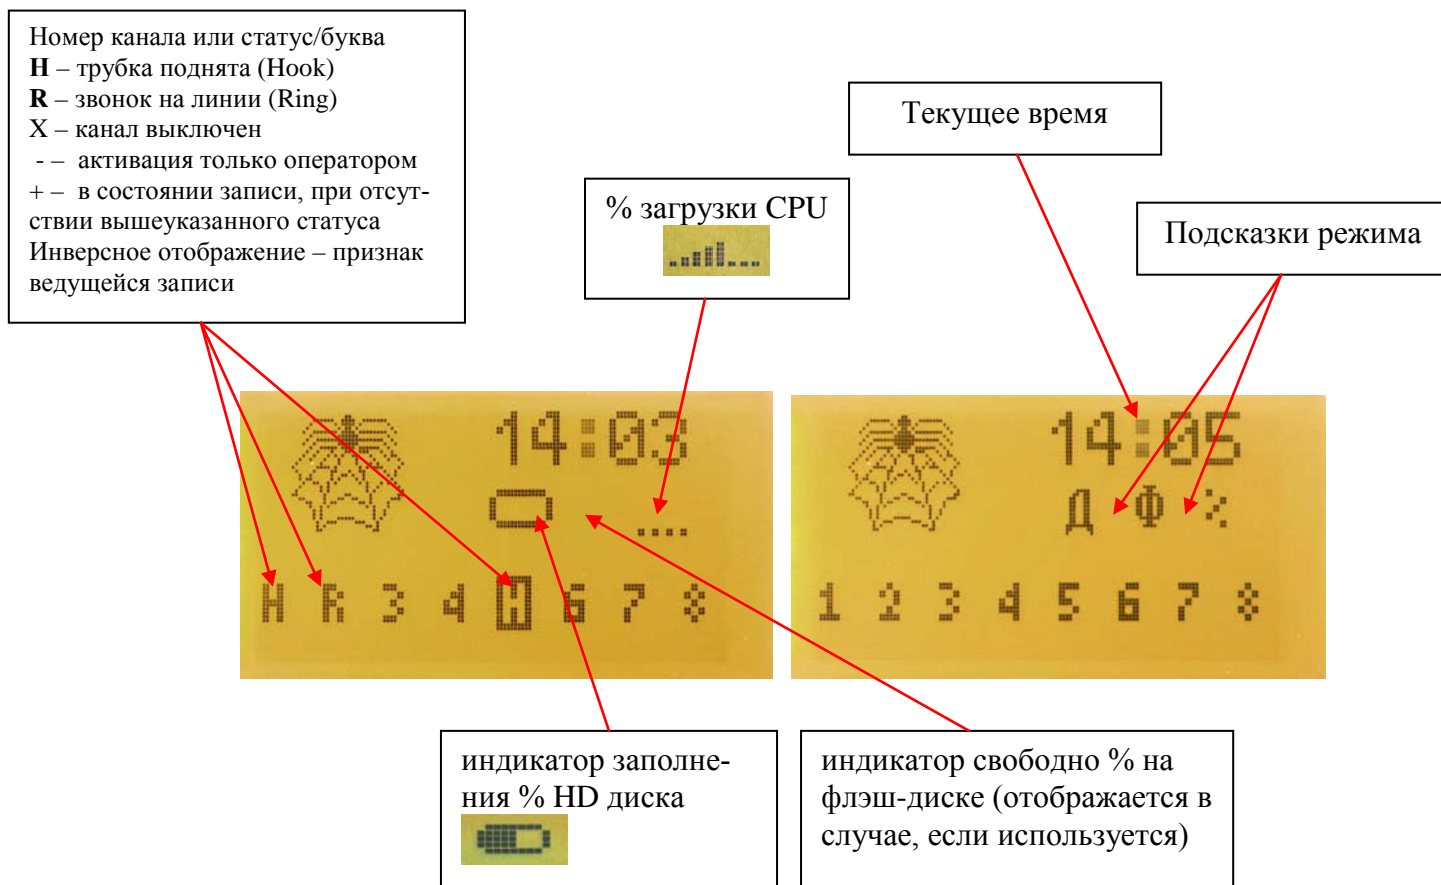 Номер канала или статус/буква
H – трубка поднята (Hook)
R – звонок на линии (Ring)
X – канал выключен
- – активация только оператором
+ – в состоянии записи, при отсут-
ствии вышеуказанного статуса
Инверсное отображение – признак
ведущейся записи
% загрузки CPU
Текущее время
Подсказки режима
14:03
H R 3 4 H 6 7 8
14:05
Д Ф %
1 2 3 4 5 6 7 8
индикатор заполне-
ния % HD диска
индикатор свободно % на
флэш-диске (отображается в
случае, если используется)